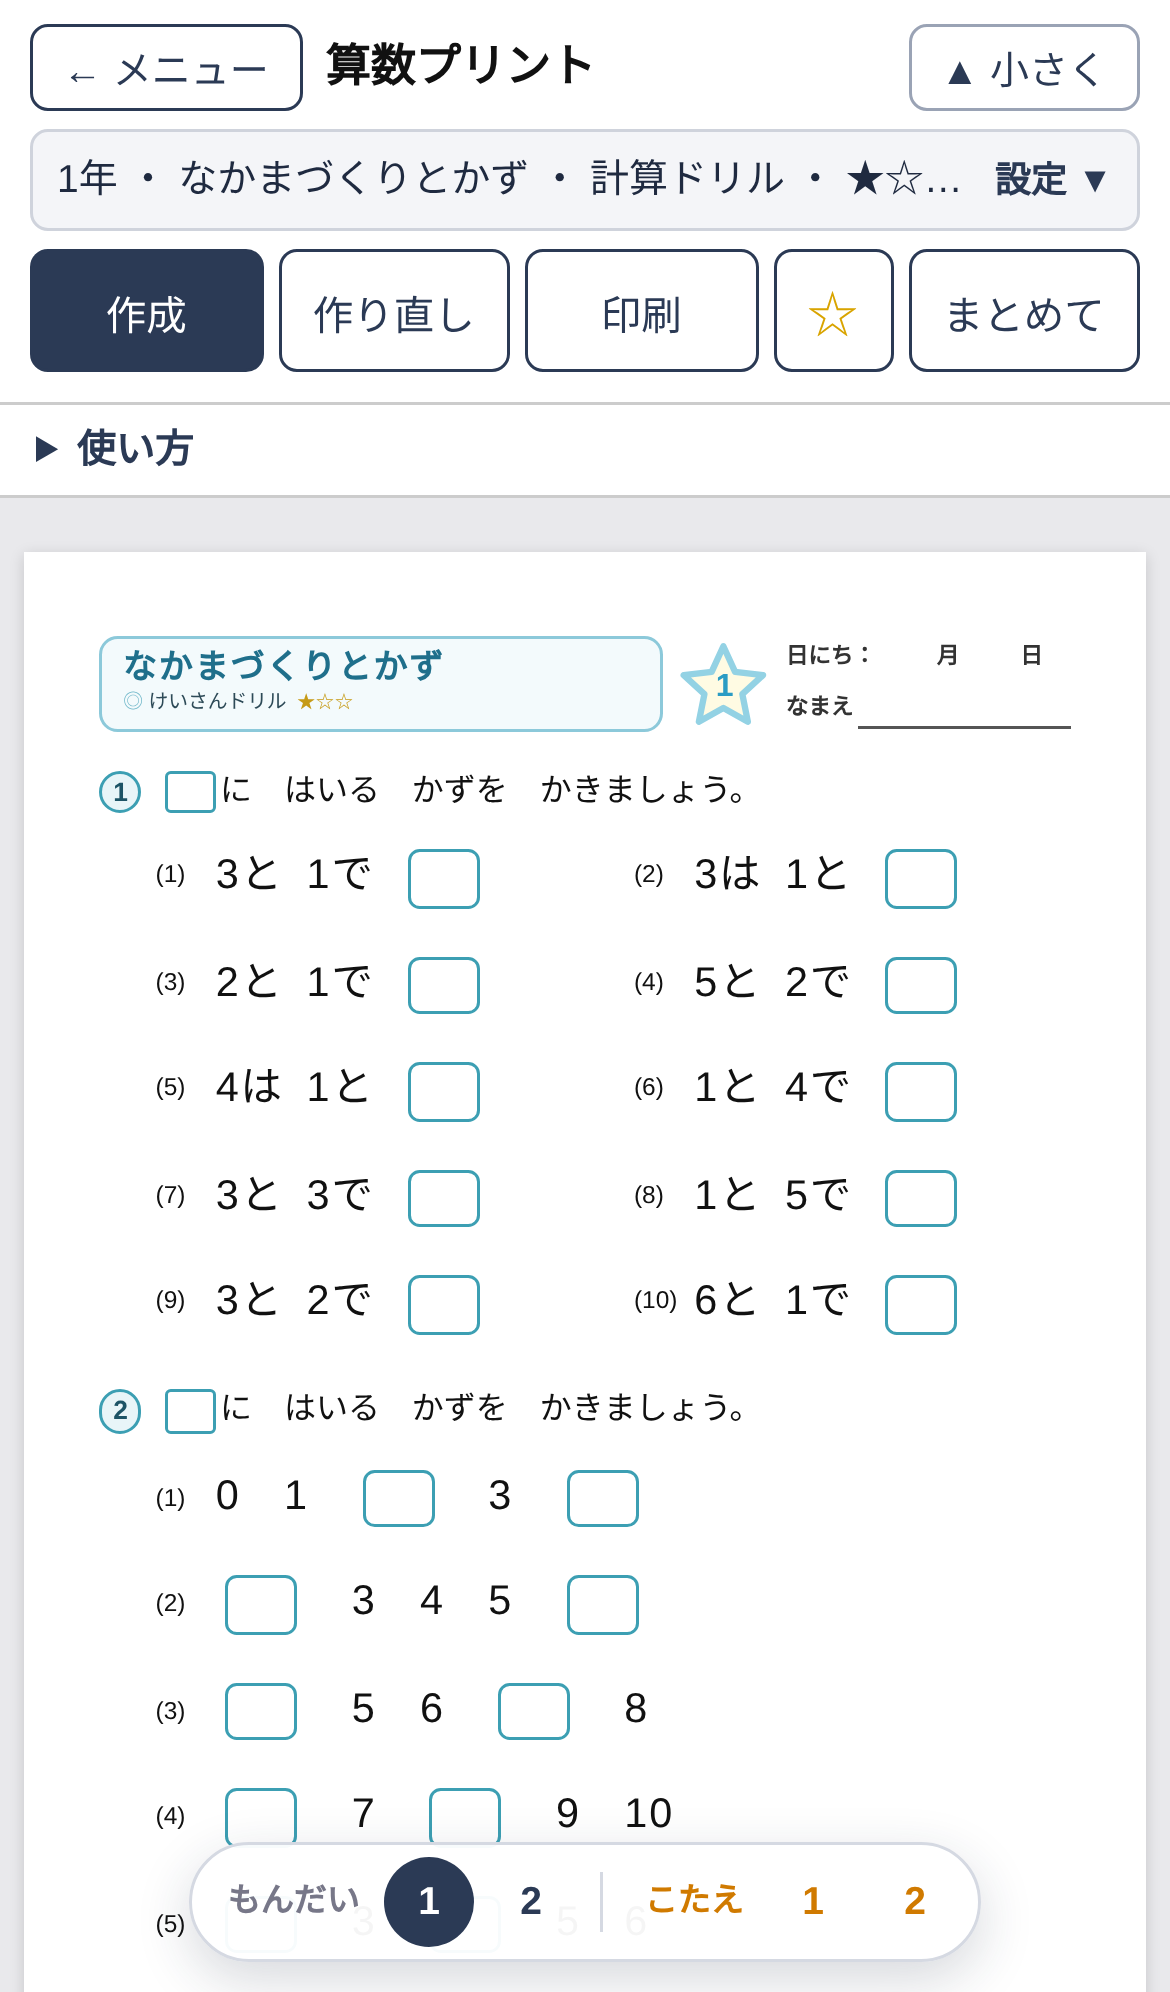 ← メニュー 算数プリント ▲ 小さく
1年 ・ なかまづくりとかず ・ 計算ドリル ・ ★☆… 設定 ▼
作成 作り直し 印刷 ☆ まとめて
▶ 使い方
なかまづくりとかず
◎ けいさんドリル ★☆☆
1
日にち： 月 日
なまえ
1 □に はいる かずを かきましょう。
(1) 3と 1で □ (2) 3は 1と □
(3) 2と 1で □ (4) 5と 2で □
(5) 4は 1と □ (6) 1と 4で □
(7) 3と 3で □ (8) 1と 5で □
(9) 3と 2で □ (10) 6と 1で □
2 □に はいる かずを かきましょう。
(1) 0 1 □ 3 □
(2) □ 3 4 5 □
(3) □ 5 6 □ 8
(4) □ 7 □ 9 10
(5) □ 3 □ 5 6
もんだい 1 2 こたえ 1 2